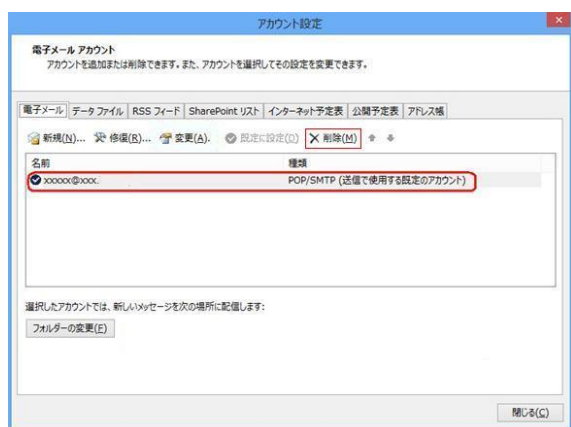 アカウント設定
電子メール アカウント
アカウントを追加または削除できます。また、アカウントを選択してその設定を変更できます。
電子メール データ ファイル RSS フィード SharePoint リスト インターネット予定表 公開予定表 アドレス帳
新規(N)... 修復(R)... 変更(A). 既定に設定(D) 削除(M)
名前 種類
xxxxx@xxx. POP/SMTP (送信で使用する既定のアカウント)
選択したアカウントでは、新しいメッセージを次の場所に配信します:
フォルダーの変更(F)
閉じる(C)